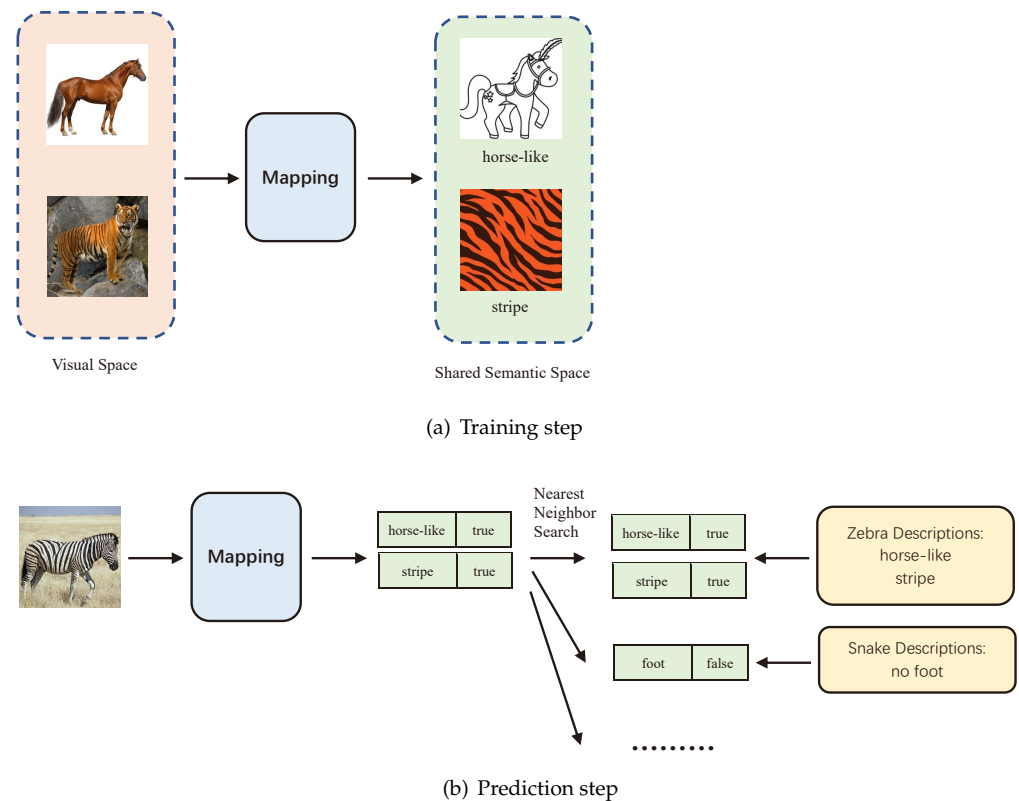 Mapping
horse-like
stripe
Visual Space
Shared Semantic Space
(a) Training step
Mapping
horse-like true
stripe true
Nearest
Neighbor
Search
horse-like true
stripe true
Zebra Descriptions:
horse-like
stripe
foot false
Snake Descriptions:
no foot
.........
(b) Prediction step